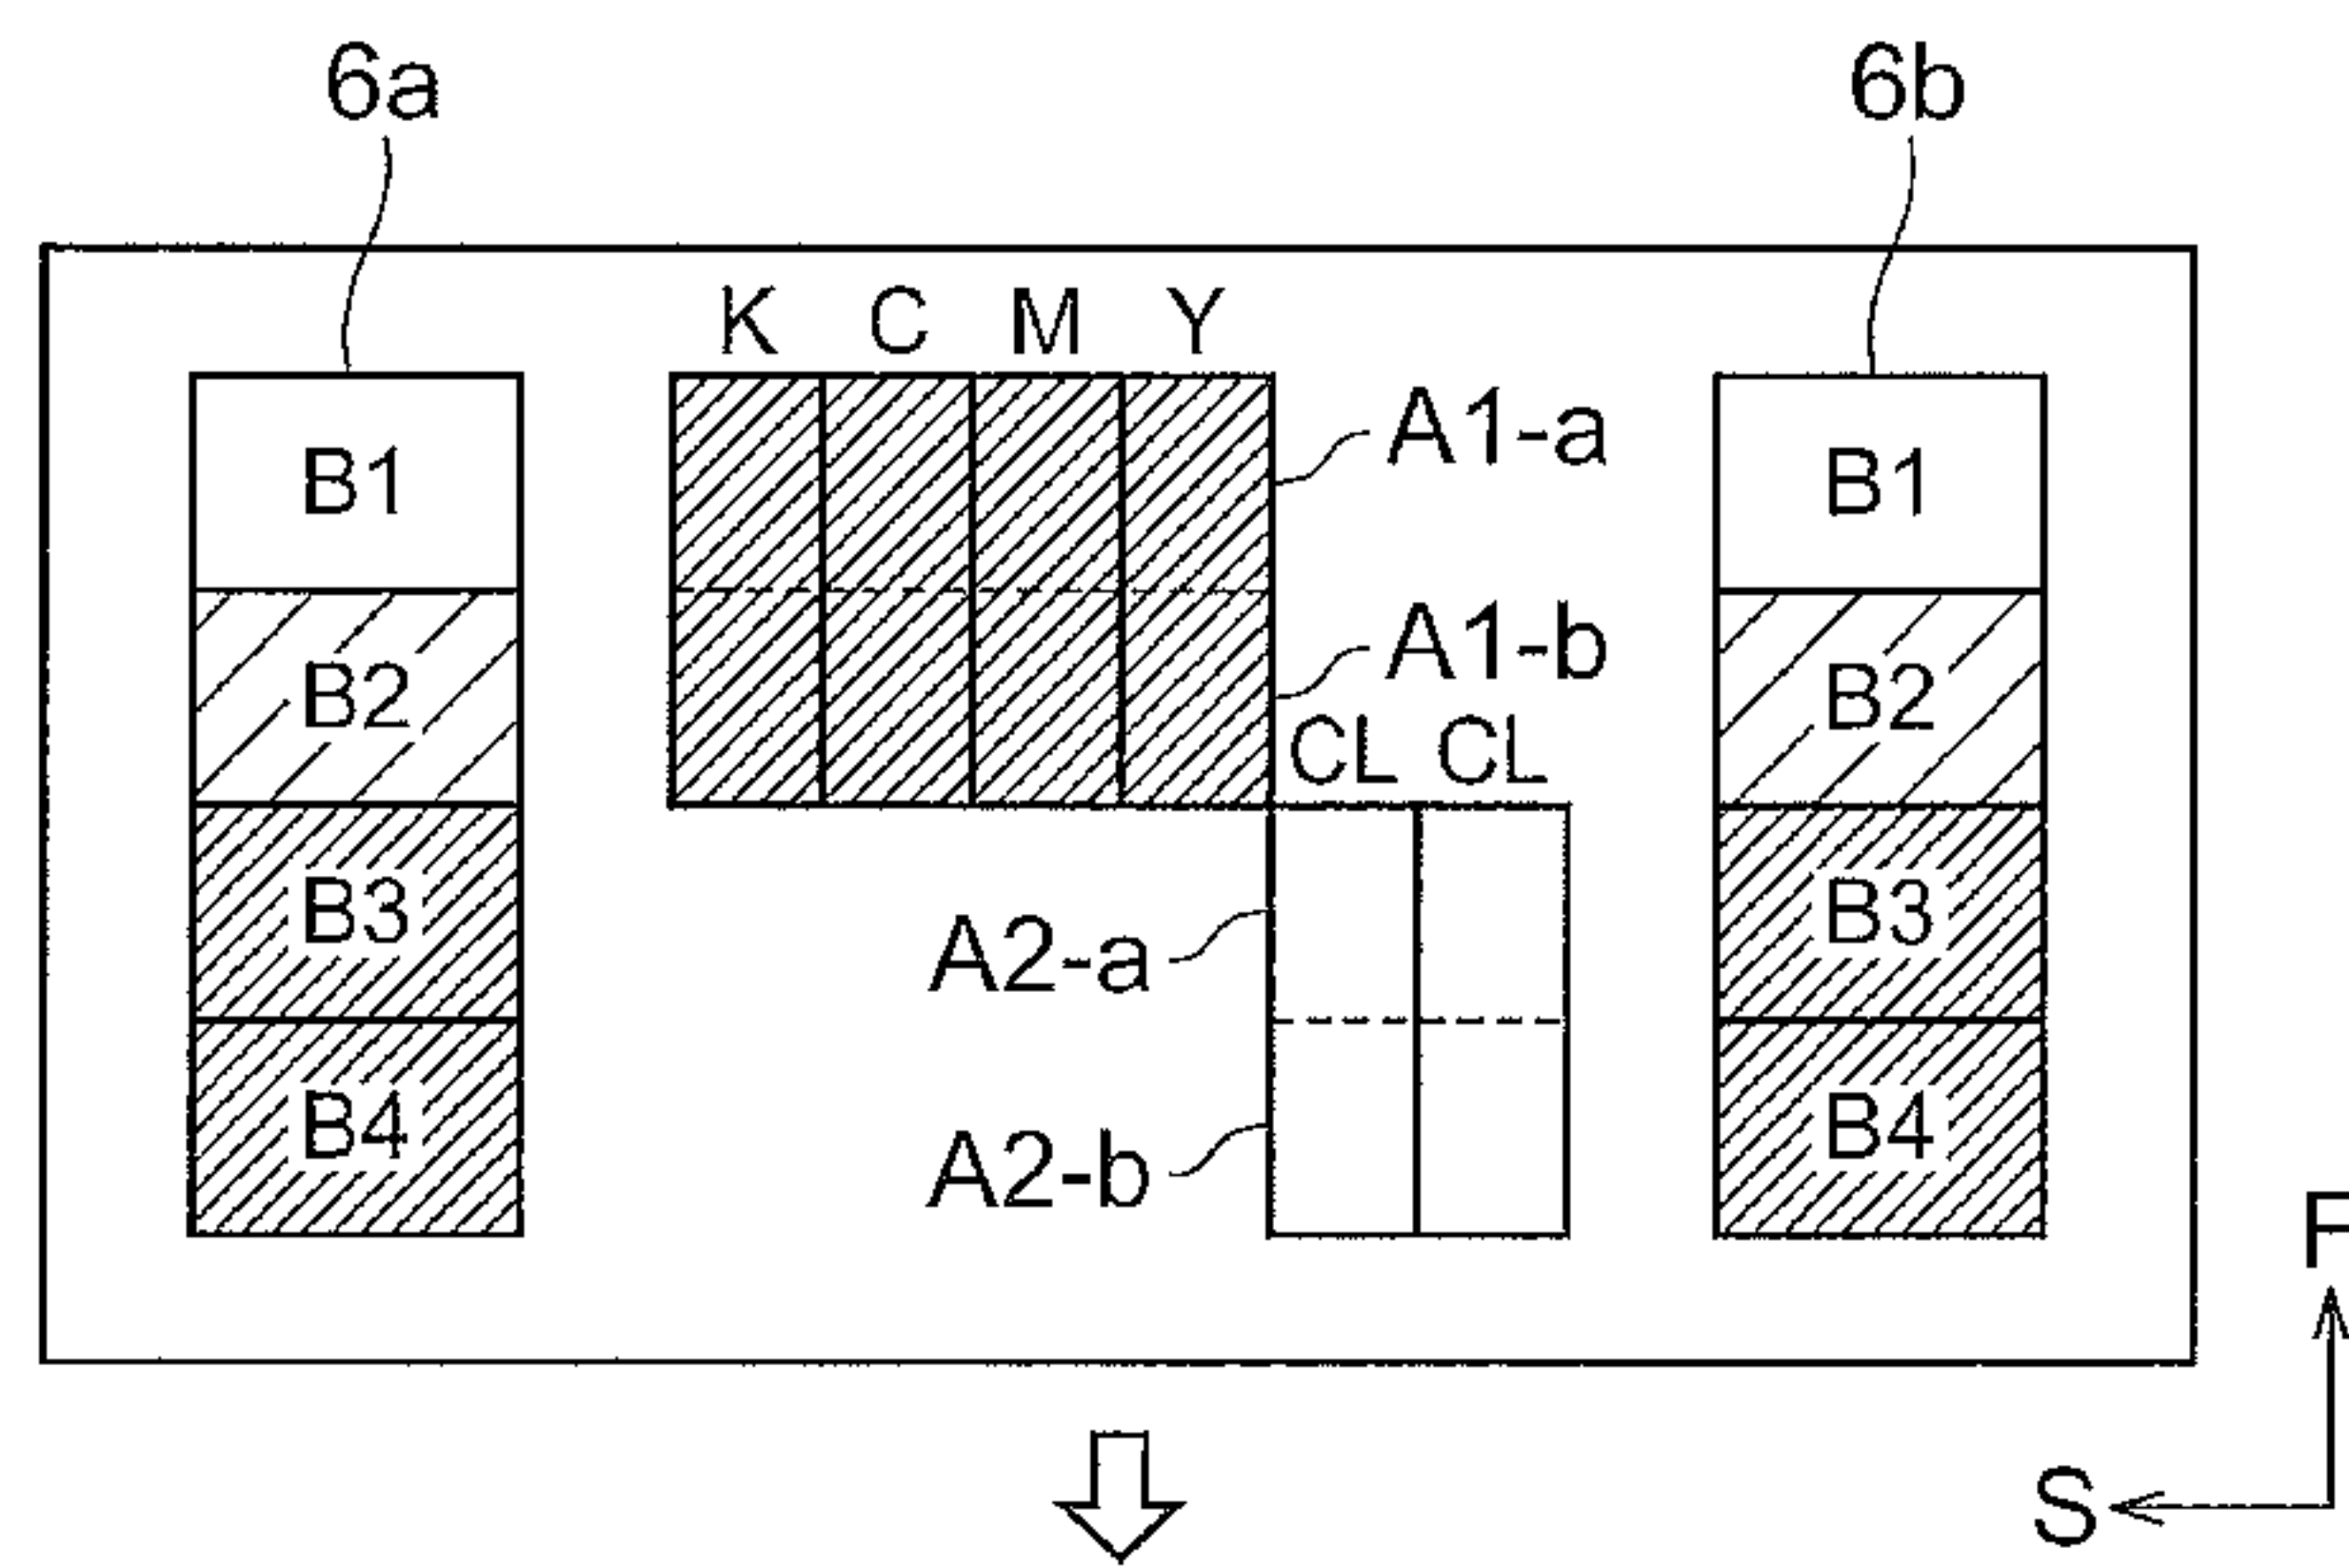 6a 6b
K C M Y
B1 A1-a B1
B2 A1-b B2
CL CL
B3 A2-a B3
B4 A2-b B4
F
S